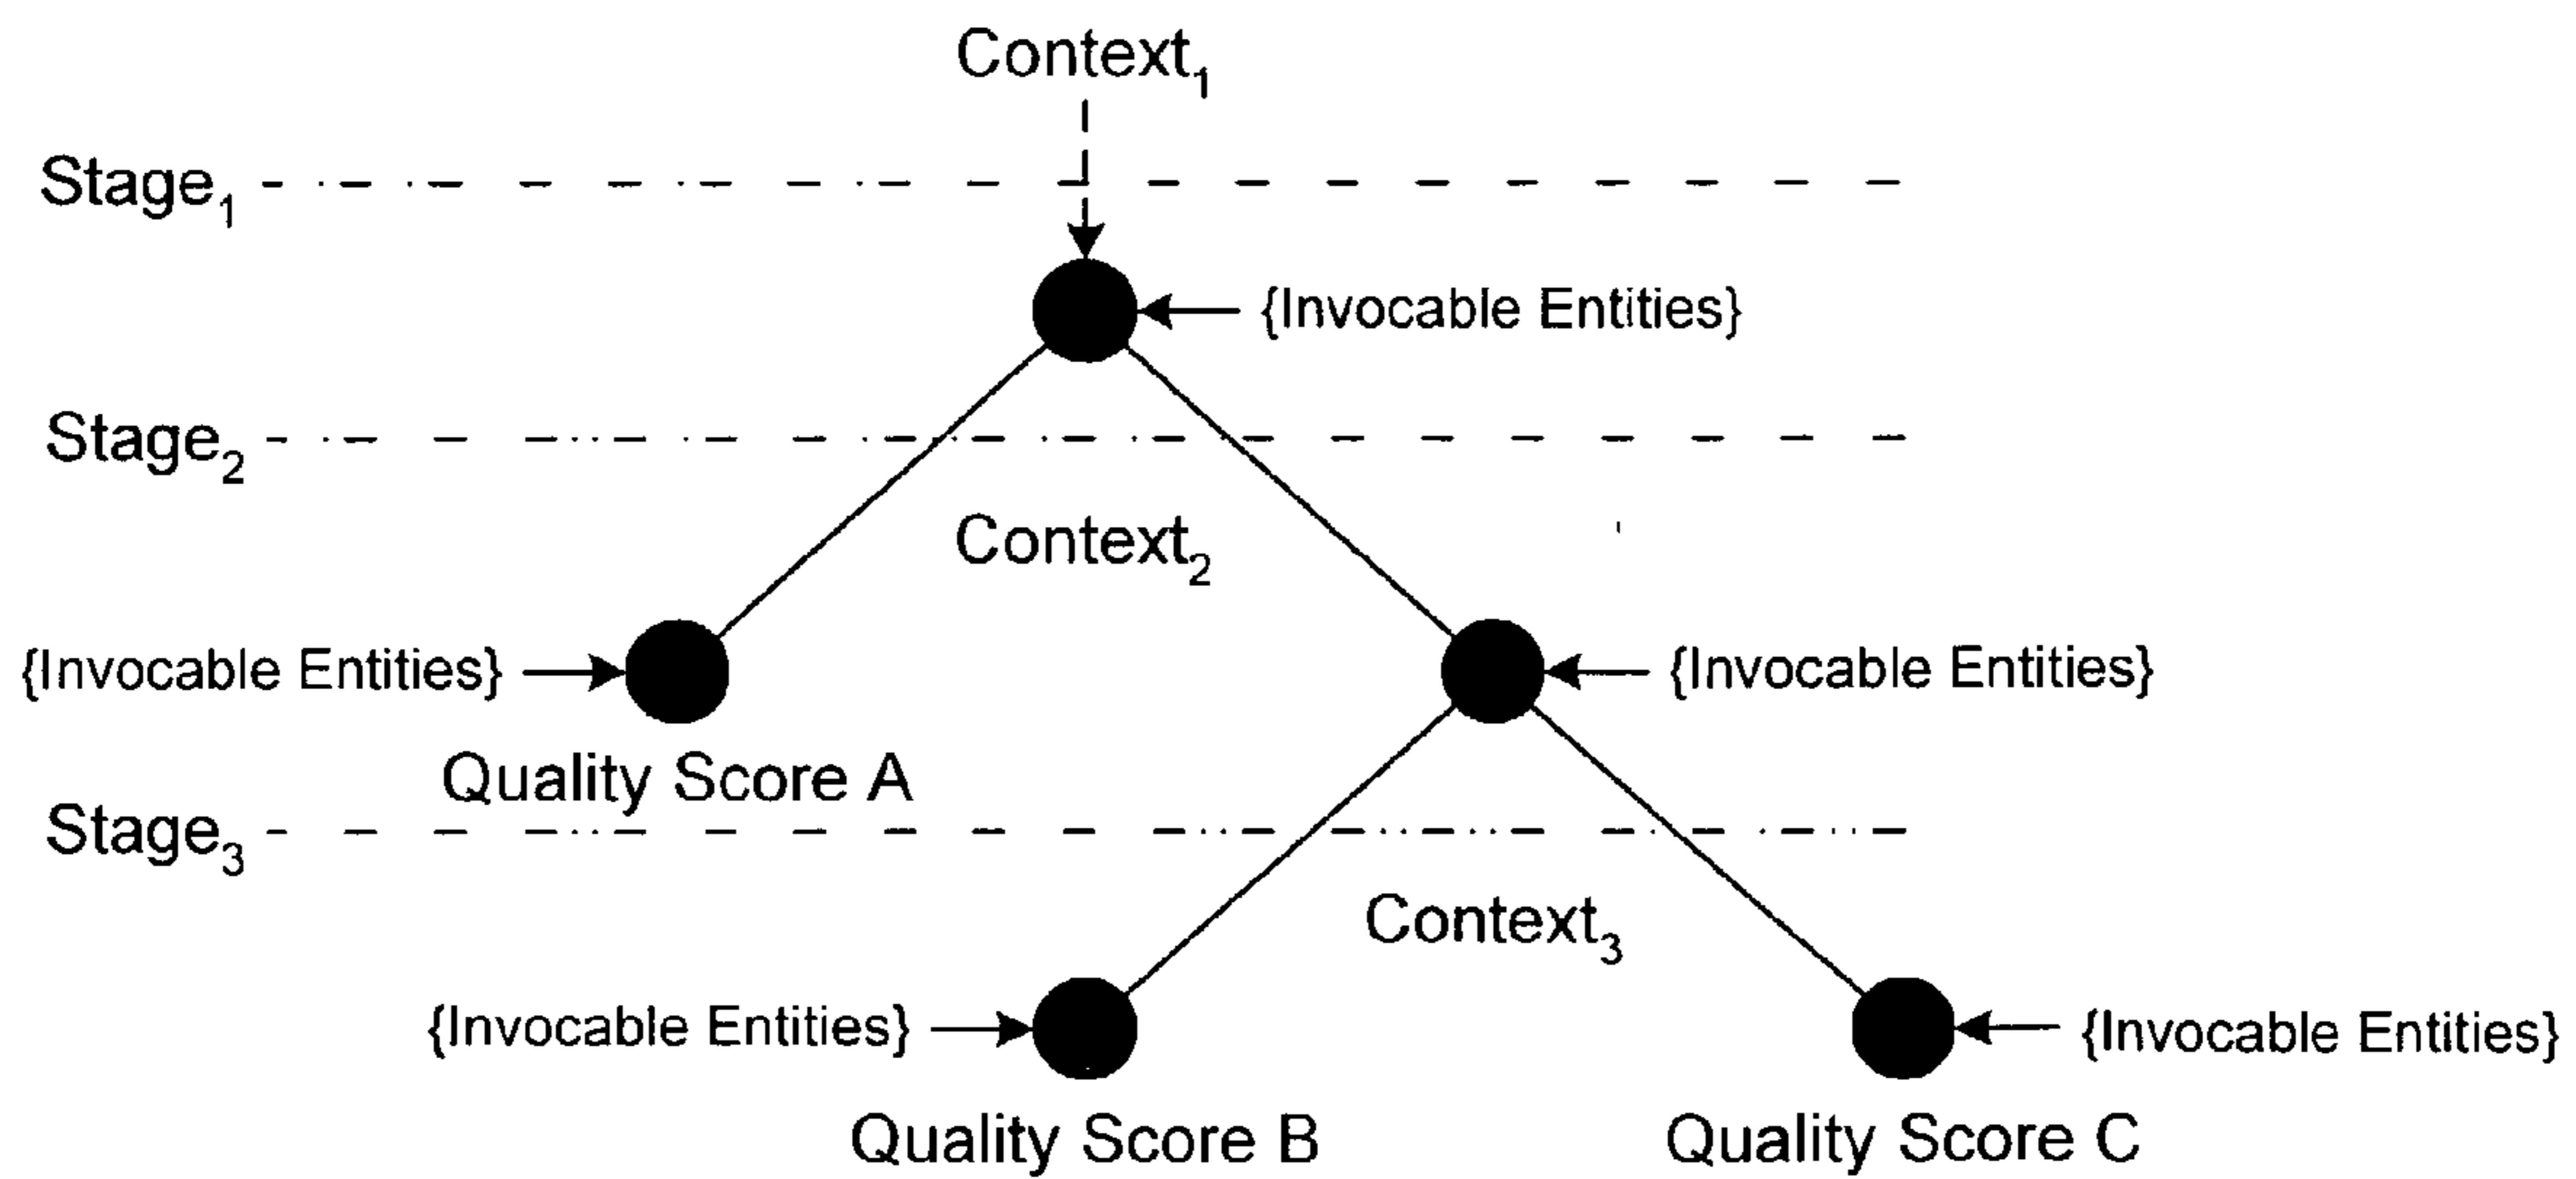 Context₁
Stage₁
{Invocable Entities}
Stage₂
Context₂
{Invocable Entities}
{Invocable Entities}
Quality Score A
Stage₃
Context₃
{Invocable Entities}
{Invocable Entities}
Quality Score B
Quality Score C